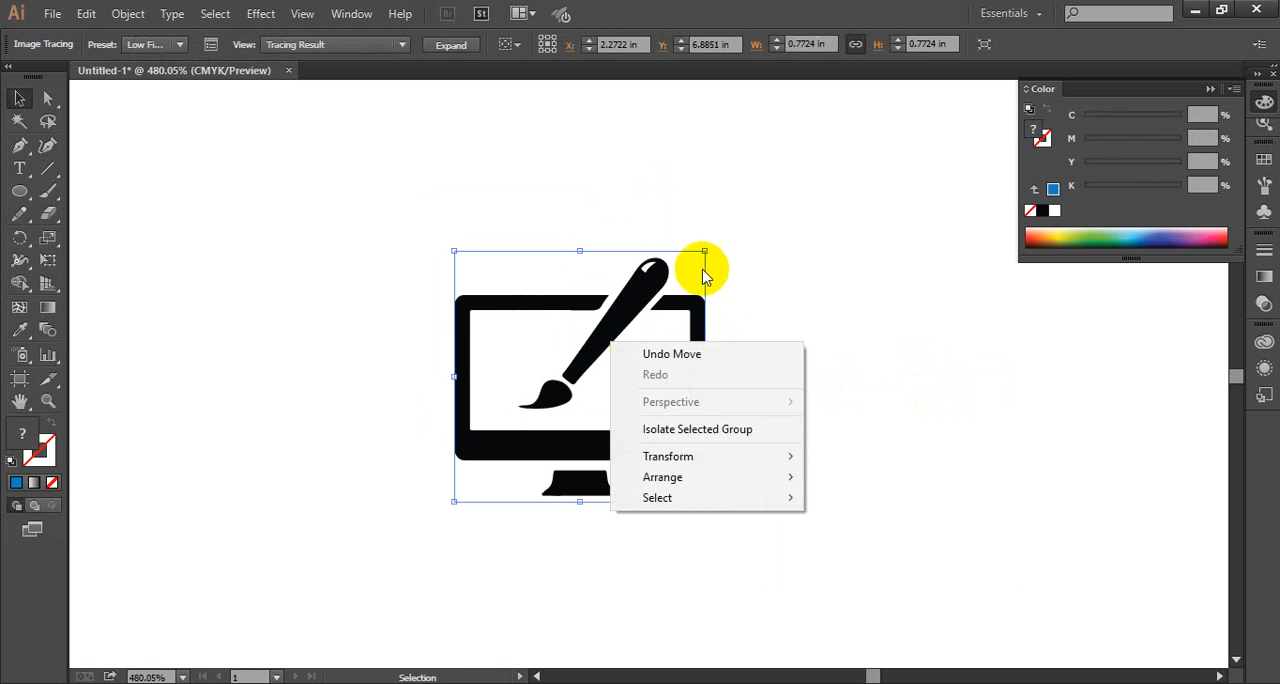 Ai File Edit Object Type Select Effect View Window Help Br St Essentials
Image Tracing Preset: Low Fi... View: Tracing Result Expand X: 2.2722 in Y: 6.8851 in W: 0.7724 in H: 0.7724 in
Untitled-1* @ 480.05% (CMYK/Preview) ×
Color
C %
M %
Y %
K %
?
T
?
Undo Move
Redo
Perspective
Isolate Selected Group
Transform
Arrange
Select
480.05% 1 Selection